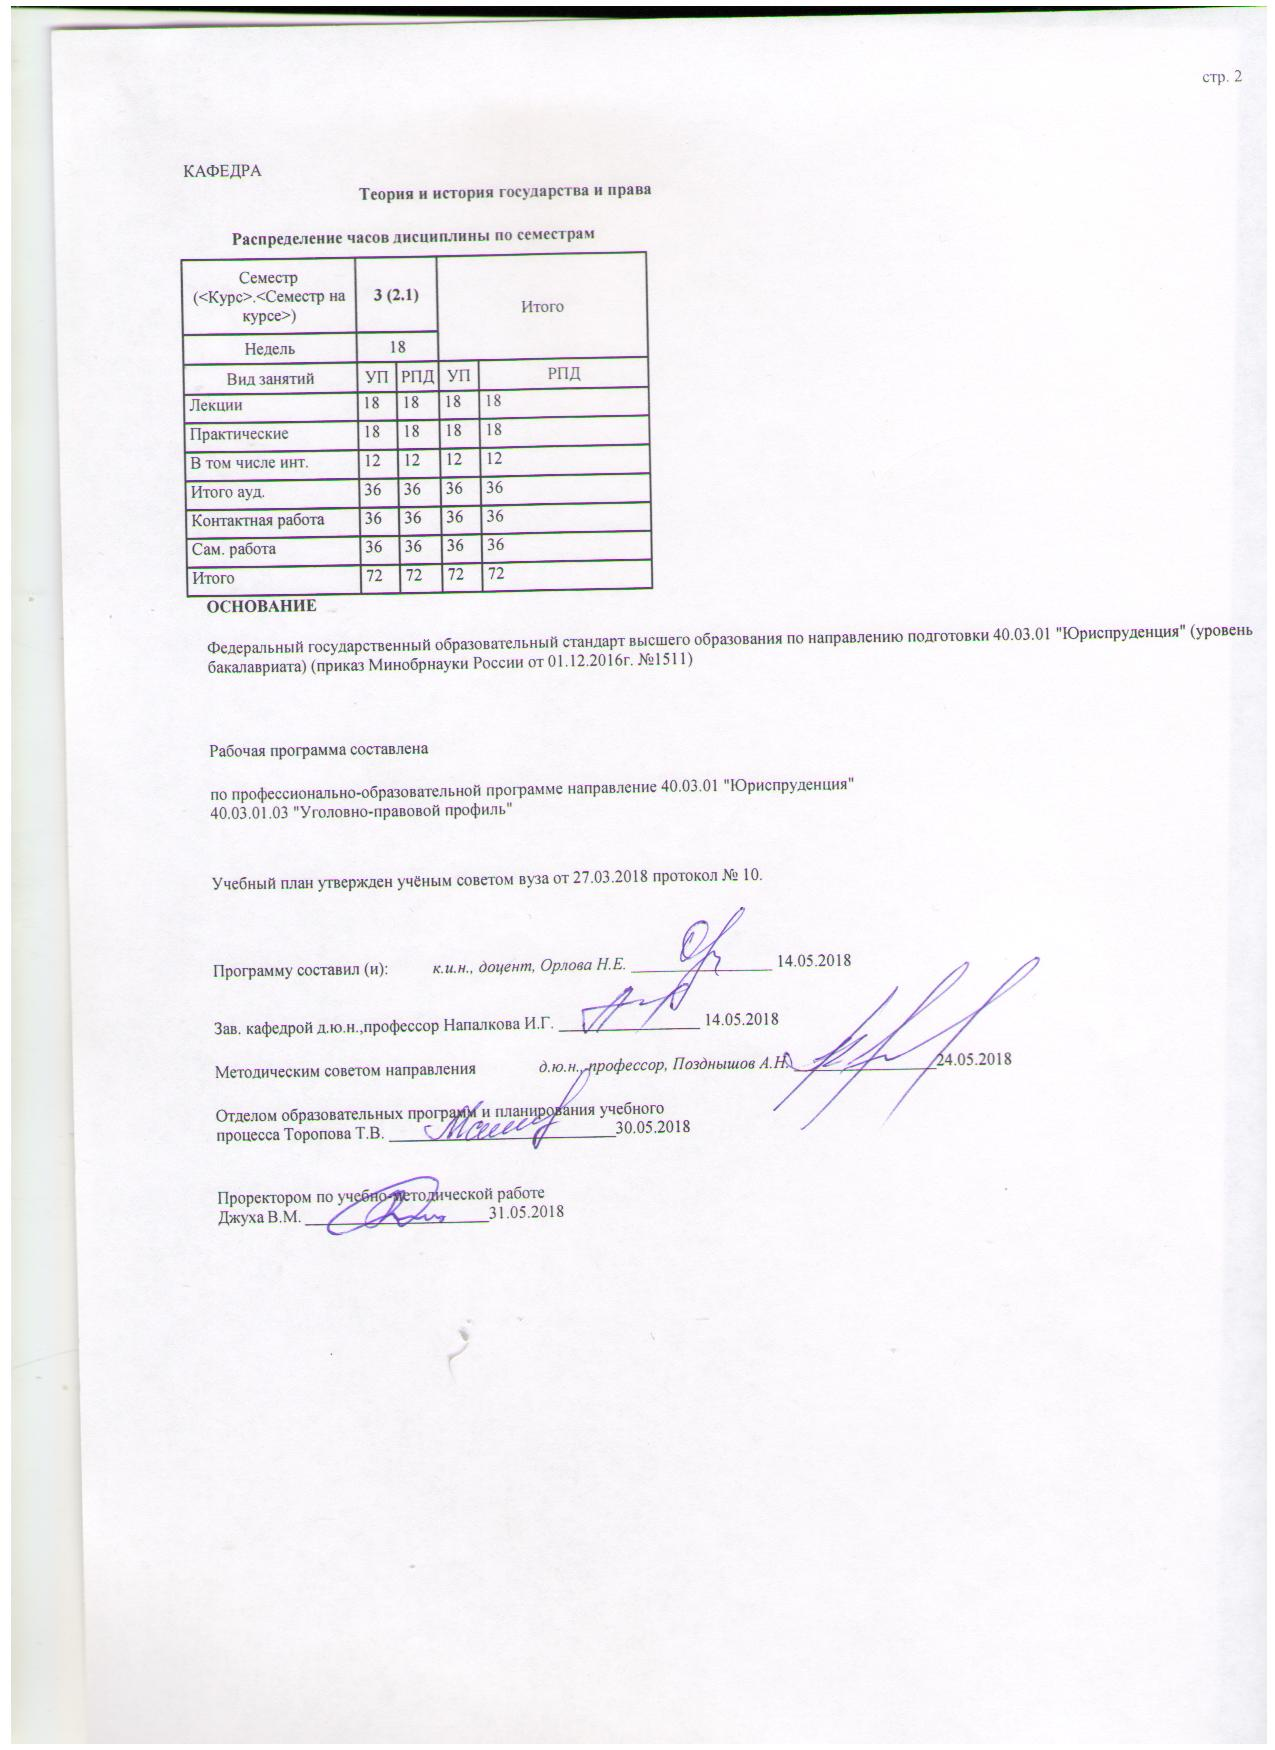 стр. 2
КАФЕДРА
Теория и история государства и права
Распределение часов дисциплины по семестрам
Семестр (<Курс>.<Семестр на курсе>) 3 (2.1) Итого
Недель 18
Вид занятий УП РПД УП РПД
Лекции 18 18 18 18
Практические 18 18 18 18
В том числе инт. 12 12 12 12
Итого ауд. 36 36 36 36
Контактная работа 36 36 36 36
Сам. работа 36 36 36 36
Итого 72 72 72 72
ОСНОВАНИЕ
Федеральный государственный образовательный стандарт высшего образования по направлению подготовки 40.03.01 "Юриспруденция" (уровень
бакалавриата) (приказ Минобрнауки России от 01.12.2016г. №1511)
Рабочая программа составлена
по профессионально-образовательной программе направление 40.03.01 "Юриспруденция"
40.03.01.03 "Уголовно-правовой профиль"
Учебный план утвержден учёным советом вуза от 27.03.2018 протокол № 10.
Программу составил (и): к.и.н., доцент, Орлова Н.Е. 14.05.2018
Зав. кафедрой д.ю.н.,профессор Напалкова И.Г. 14.05.2018
Методическим советом направления д.ю.н., профессор, Позднышов А.Н. 24.05.2018
Отделом образовательных программ и планирования учебного
процесса Торопова Т.В. 30.05.2018
Проректором по учебно-методической работе
Джуха В.М. 31.05.2018